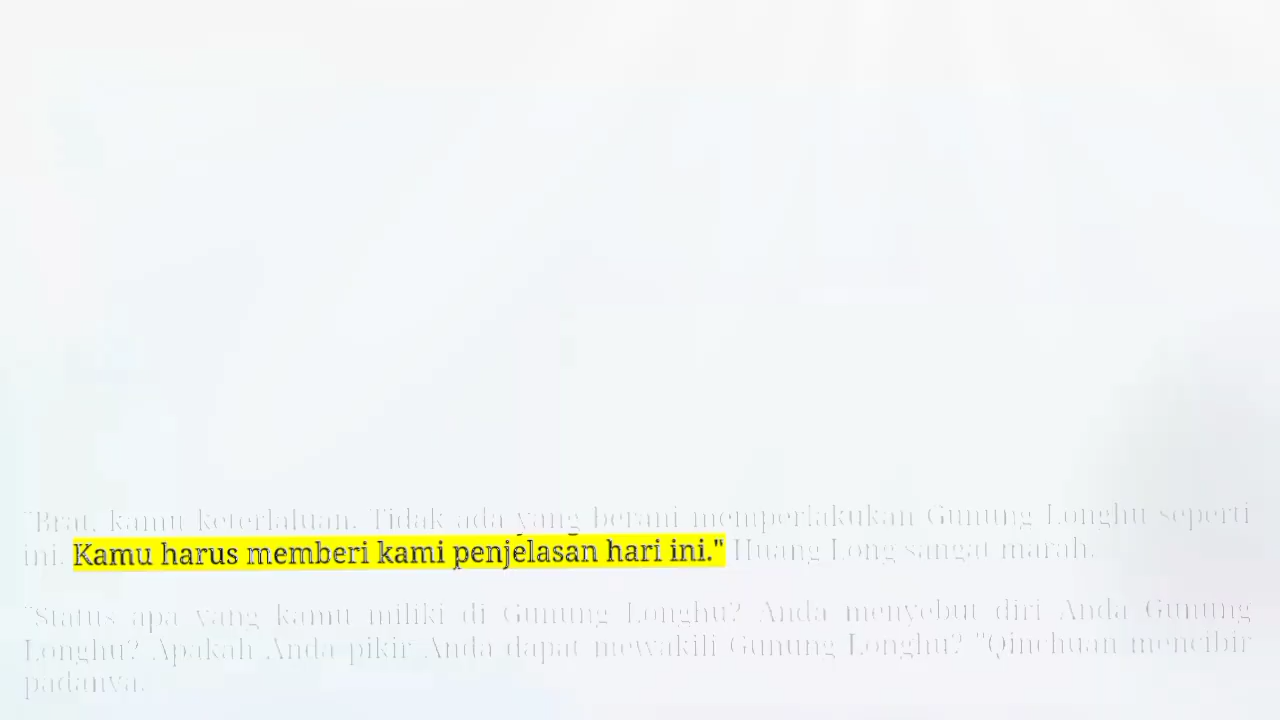 "Brat, kamu keterlaluan. Tidak ada yang berani memperlakukan Gunung Longhu seperti
ini. Kamu harus memberi kami penjelasan hari ini." Huang Long sangat marah.
"Status apa yang kamu miliki di Gunung Longhu? Anda menyebut diri Anda Gunung
Longhu? Apakah Anda pikir Anda dapat mewakili Gunung Longhu? "Qinchuan mencibir
padanya.